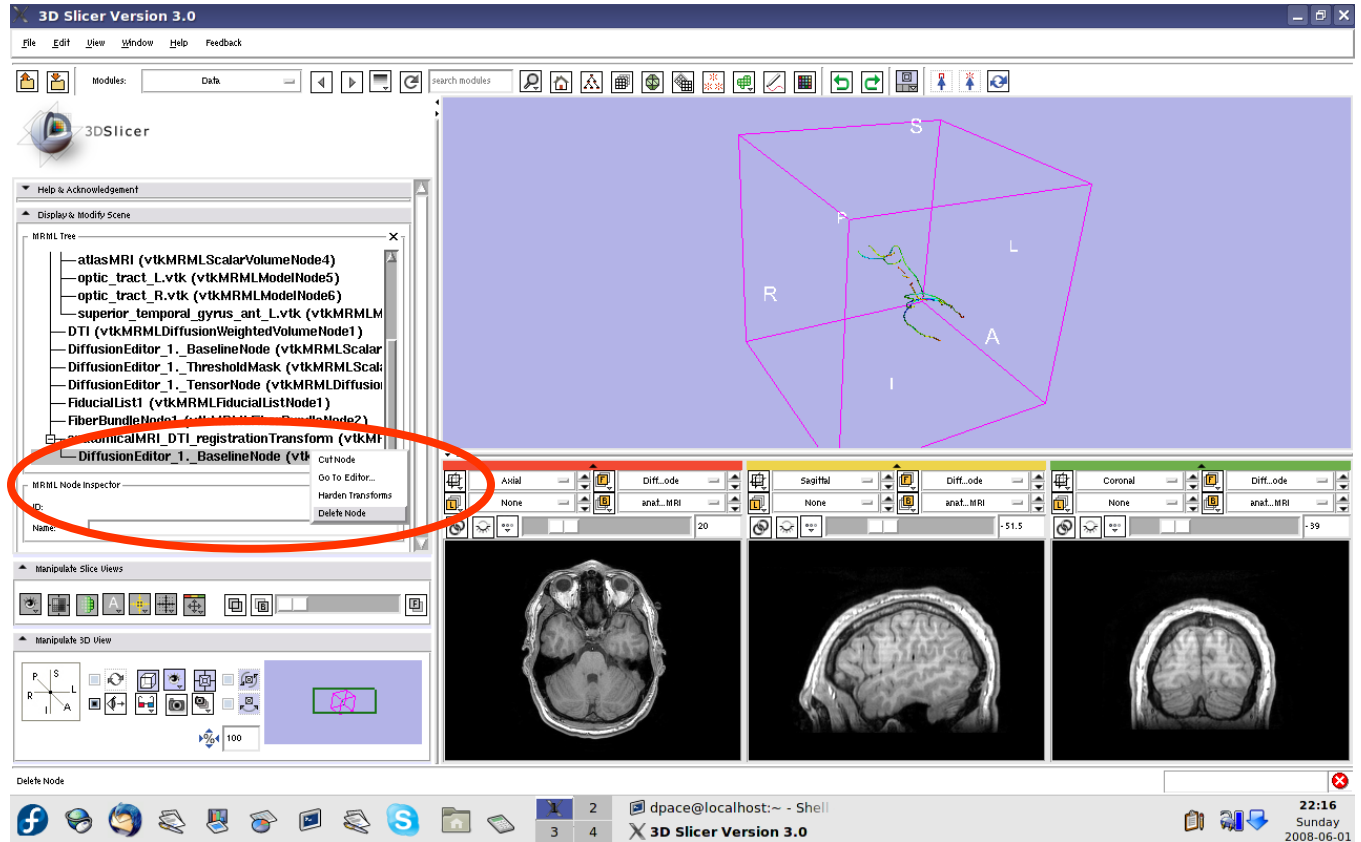 3D Slicer Version 3.0
File Edit View Window Help Feedback
Modules: Data search modules
3DSlicer
Help & Acknowledgement
Display & Modify Scene
MRML Tree
atlasMRI (vtkMRMLScalarVolumeNode4)
optic_tract_L.vtk (vtkMRMLModelNode5)
optic_tract_R.vtk (vtkMRMLModelNode6)
superior_temporal_gyrus_ant_L.vtk (vtkMRMLM
DTI (vtkMRMLDiffusionWeightedVolumeNode1)
DiffusionEditor_1._BaselineNode (vtkMRMLScalar
DiffusionEditor_1._ThresholdMask (vtkMRMLScala
DiffusionEditor_1._TensorNode (vtkMRMLDiffusion
FiducialList1 (vtkMRMLFiducialListNode1)
FiberBundleNode1 (vtkMRMLFiberBundleNode2)
anatomicalMRI_DTI_registrationTransform (vtkMR
DiffusionEditor_1._BaselineNode (vtk
Cut Node
Go To Editor...
Harden Transforms
Delete Node
MRML Node Inspector
ID:
Name:
Manipulate Slice Views
Manipulate 3D View
P S
R L
I A
100
S
P
L
R
A
I
Axial Diff...ode
None anat...MRI
20
Sagittal Diff...ode
None anat...MRI
-51.5
Coronal Diff...ode
None anat...MRI
-39
Delete Node
1 2
3 4
dpace@localhost:~ - Shell
3D Slicer Version 3.0
22:16
Sunday
2008-06-01